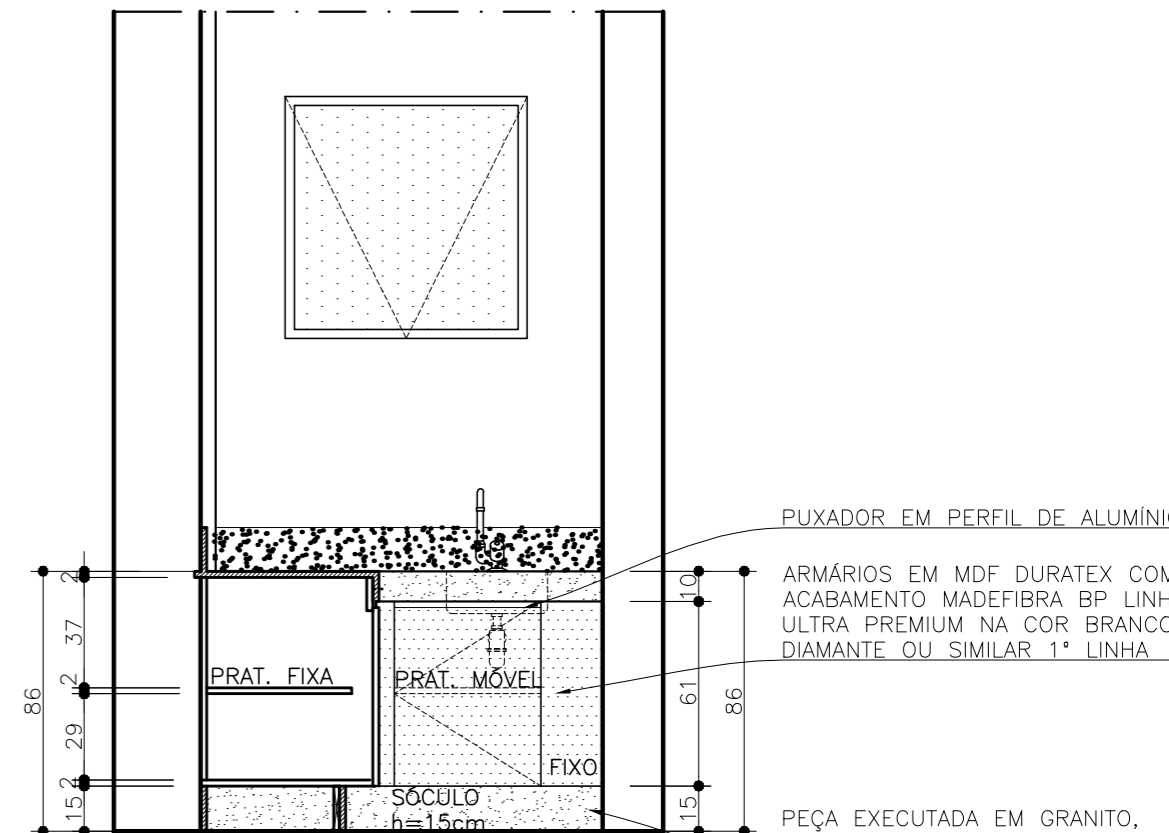 PUXADOR EM PERFIL DE ALUMÍNI
ARMÁRIOS EM MDF DURATEX COM
ACABAMENTO MADEFIBRA BP LINH
ULTRA PREMIUM NA COR BRANCO
DIAMANTE OU SIMILAR 1ª LINHA
PRAT. FIXA
PRAT. MÓVEL
FIXO
SÓCULO
h=15cm
PEÇA EXECUTADA EM GRANITO,
86
2
37
2
29
2
15
10
61
15
86